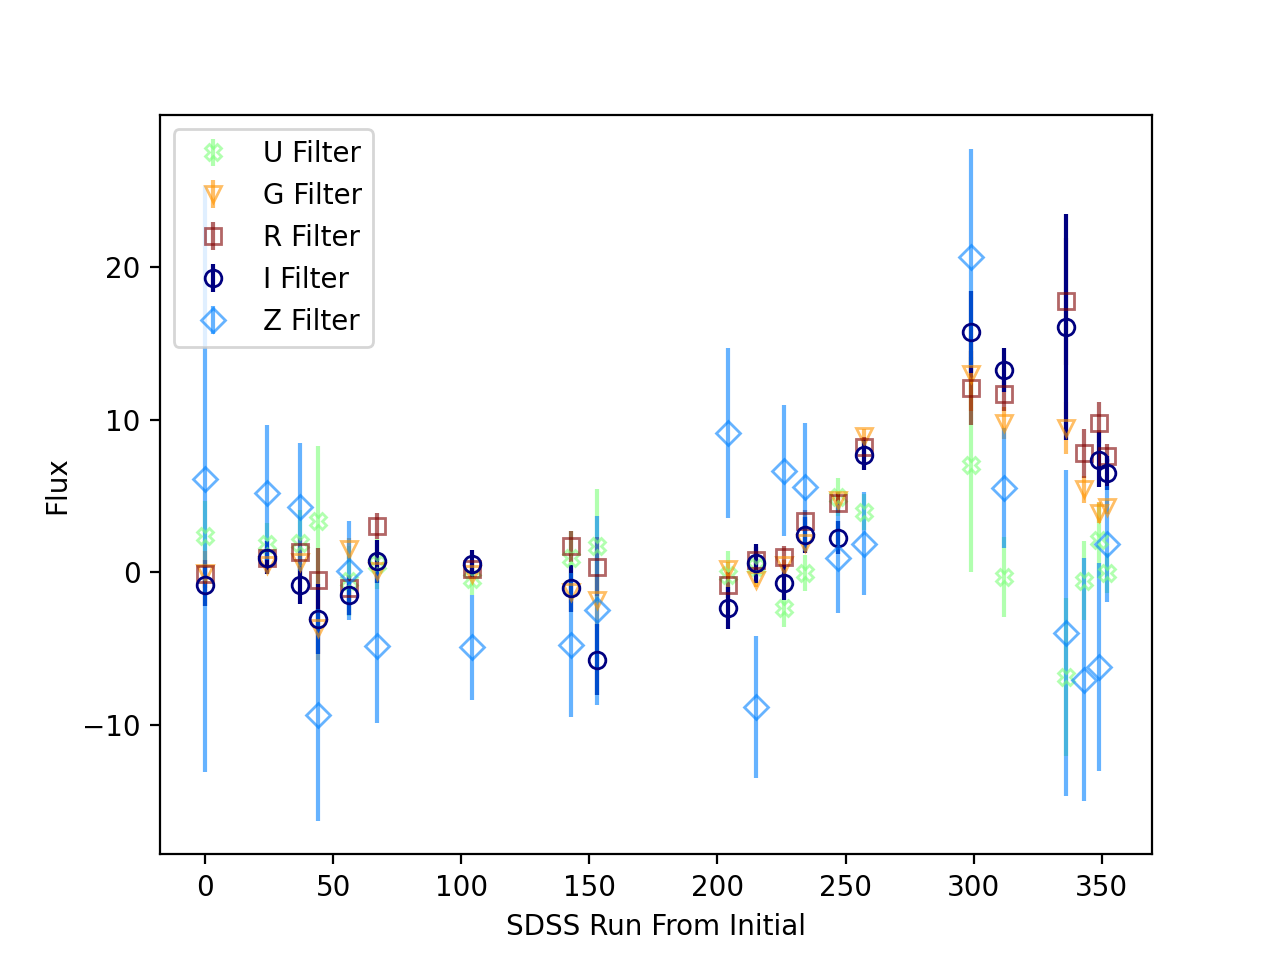 U Filter
G Filter
R Filter
I Filter
Z Filter
20
10
0
−10
Flux
0 50 100 150 200 250 300 350
SDSS Run From Initial